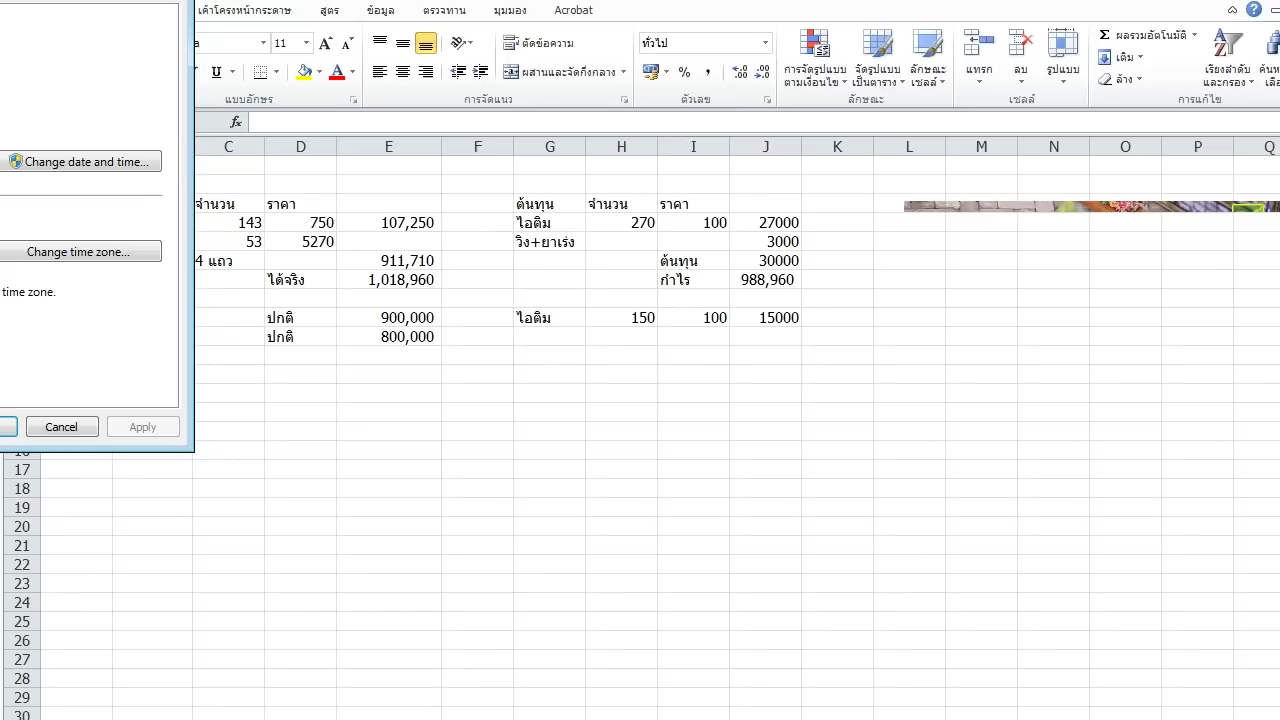 เค้าโครงหน้ากระดาษ สูตร ข้อมูล ตรวจทาน มุมมอง Acrobat
11 A A ตัดข้อความ ทั่วไป Σ ผลรวมอัตโนมัติ
เติม
U A ผสานและจัดกึ่งกลาง % , การจัดรูปแบบ จัดรูปแบบ ลักษณะ แทรก ลบ รูปแบบ ล้าง เรียงลำดับ
ตามเงื่อนไข เป็นตาราง เซลล์ และกรอง
แบบอักษร การจัดแนว ตัวเลข ลักษณะ เซลล์ การแก้ไข
fx
C D E F G H I J K L M N O P Q
Change date and time...
จำนวน ราคา ต้นทุน จำนวน ราคา
143 750 107,250 ไอติม 270 100 27000
53 5270 วิง+ยาเร่ง 3000
Change time zone...
4 แถว 911,710 ต้นทุน 30000
ได้จริง 1,018,960 กำไร 988,960
time zone.
ปกติ 900,000 ไอติม 150 100 15000
ปกติ 800,000
Cancel Apply
17
18
19
20
21
22
23
24
25
26
27
28
29
30